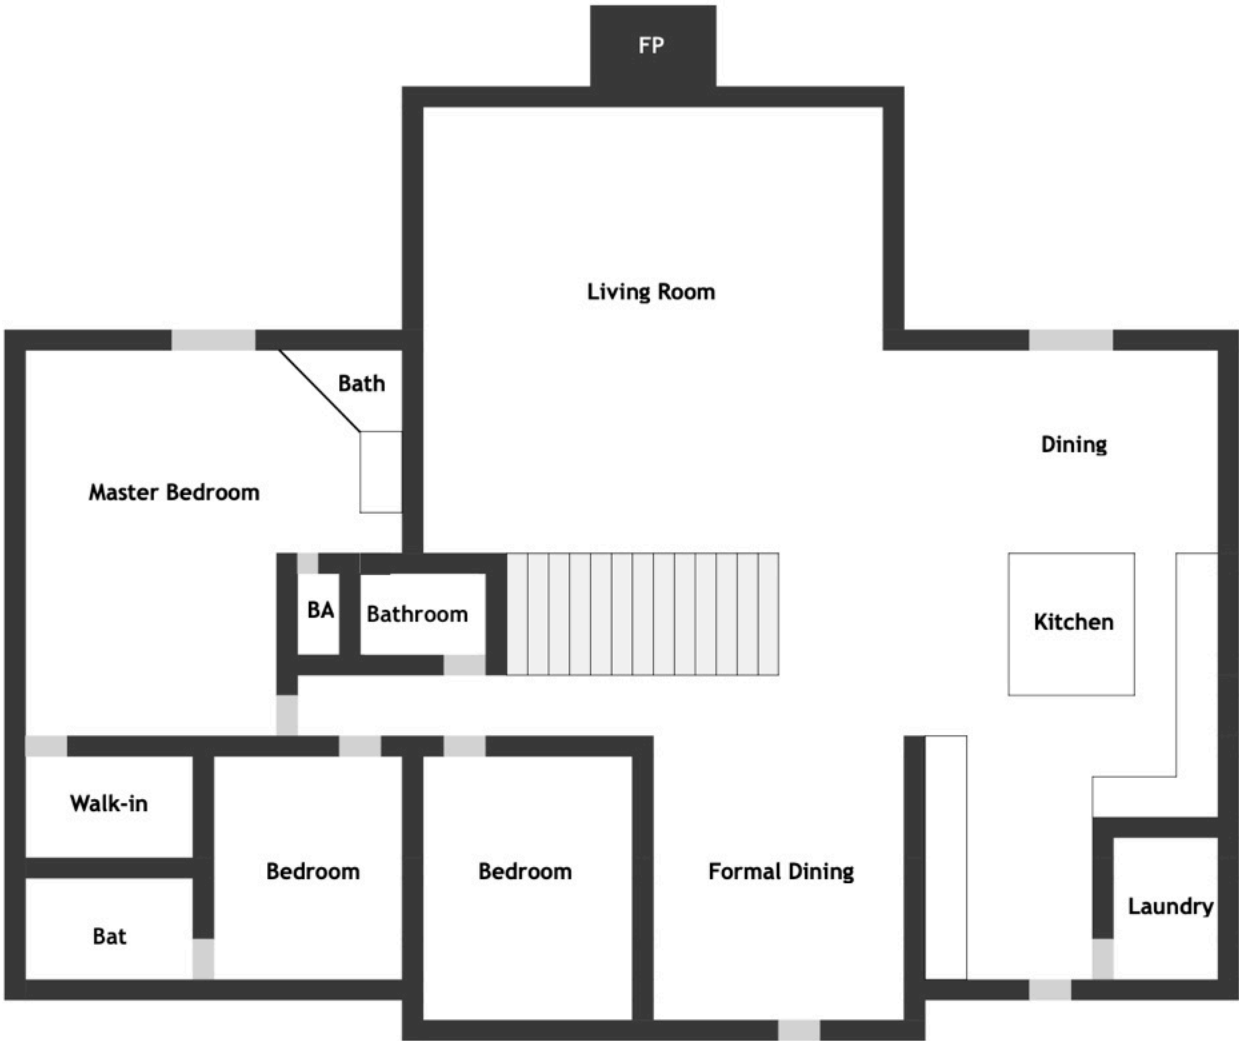 FP
Living Room
Bath
Dining
Master Bedroom
BA
Bathroom
Kitchen
Walk-in
Bedroom
Bedroom
Formal Dining
Laundry
Bat